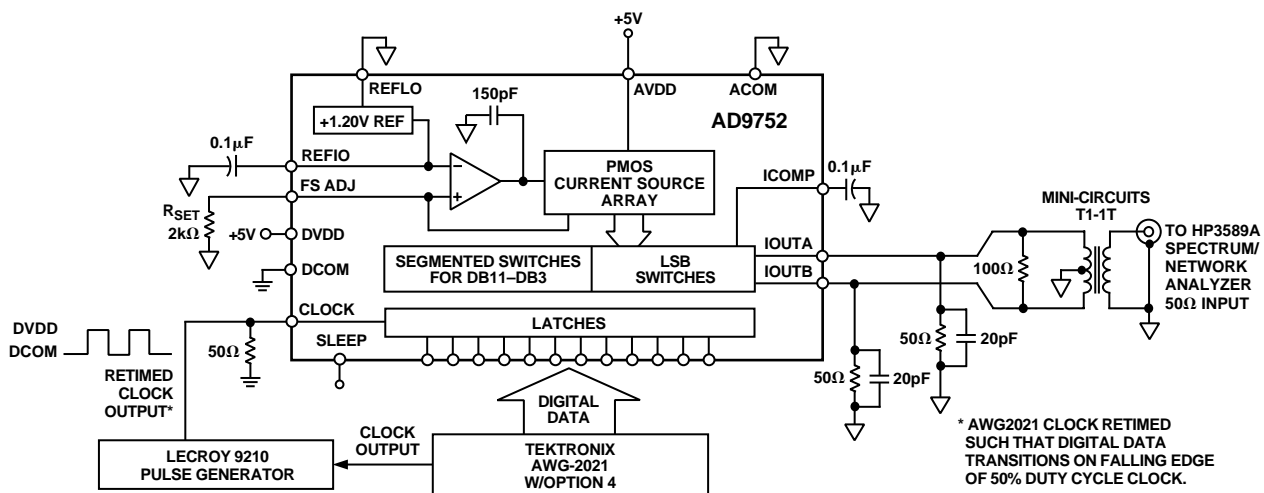 +5V
REFLO
AVDD
ACOM
150pF
+1.20V REF
AD9752
0.1µF
REFIO
FS ADJ
−
+
PMOS
CURRENT SOURCE
ARRAY
ICOMP
0.1µF
RSET
2kΩ
+5V
DVDD
DCOM
SEGMENTED SWITCHES
FOR DB11–DB3
LSB
SWITCHES
IOUTA
IOUTB
MINI-CIRCUITS
T1-1T
100Ω
TO HP3589A
SPECTRUM/
NETWORK
ANALYZER
50Ω INPUT
CLOCK
LATCHES
DVDD
DCOM
50Ω
SLEEP
RETIMED
CLOCK
OUTPUT*
50Ω
20pF
50Ω
20pF
DIGITAL
DATA
CLOCK
OUTPUT
LECROY 9210
PULSE GENERATOR
TEKTRONIX
AWG-2021
W/OPTION 4
* AWG2021 CLOCK RETIMED
SUCH THAT DIGITAL DATA
TRANSITIONS ON FALLING EDGE
OF 50% DUTY CYCLE CLOCK.